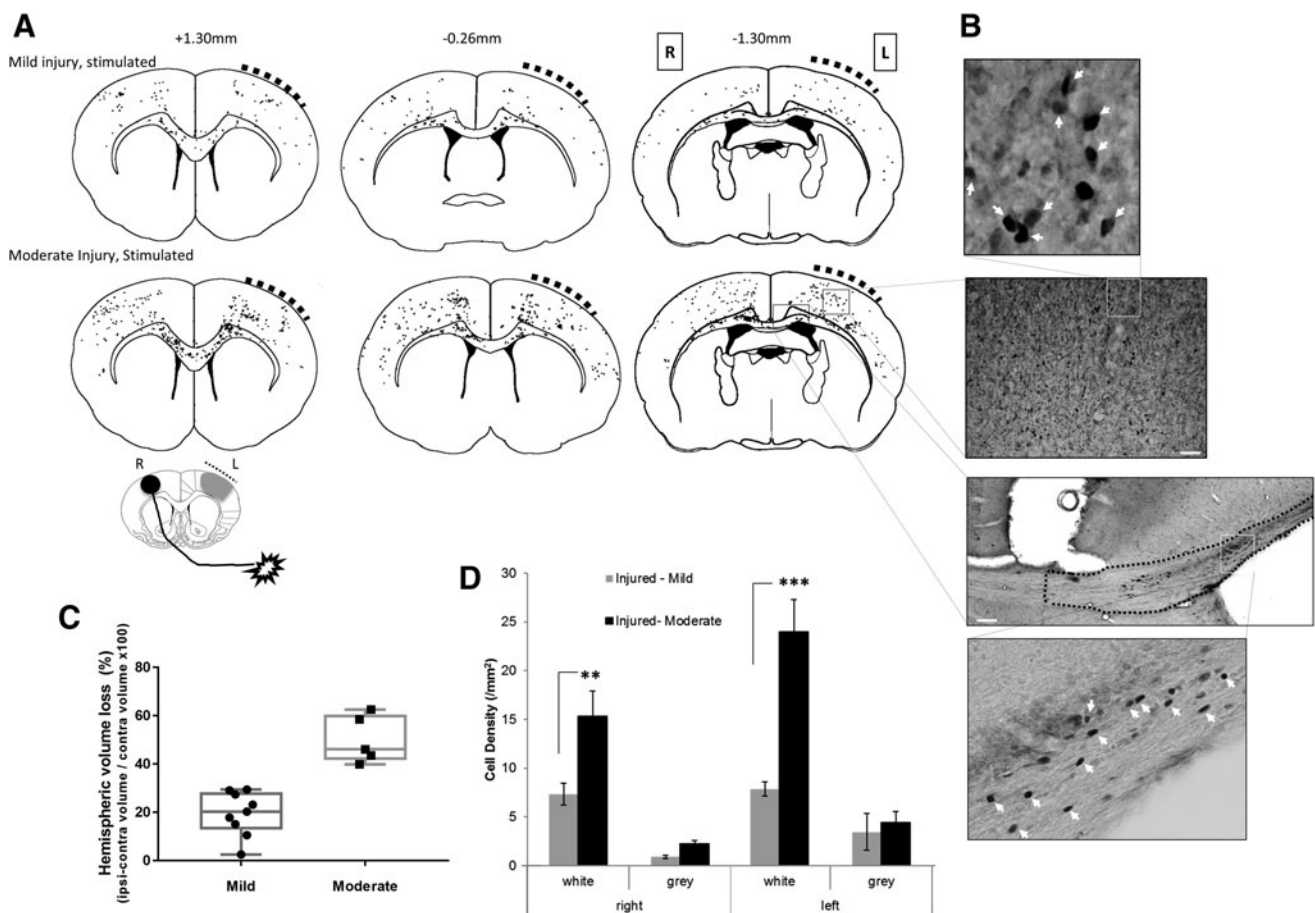 A
B
+1.30mm
-0.26mm
-1.30mm
R
L
Mild injury, stimulated
Moderate Injury, Stimulated
R
L
C
Hemispheric volume loss (%)
(ipsi-contra volume / contra volume x100)
80
60
40
20
0
Mild
Moderate
D
Cell Density (/mm²)
30
25
20
15
10
5
0
Injured - Mild
Injured- Moderate
**
***
white
grey
white
grey
right
left